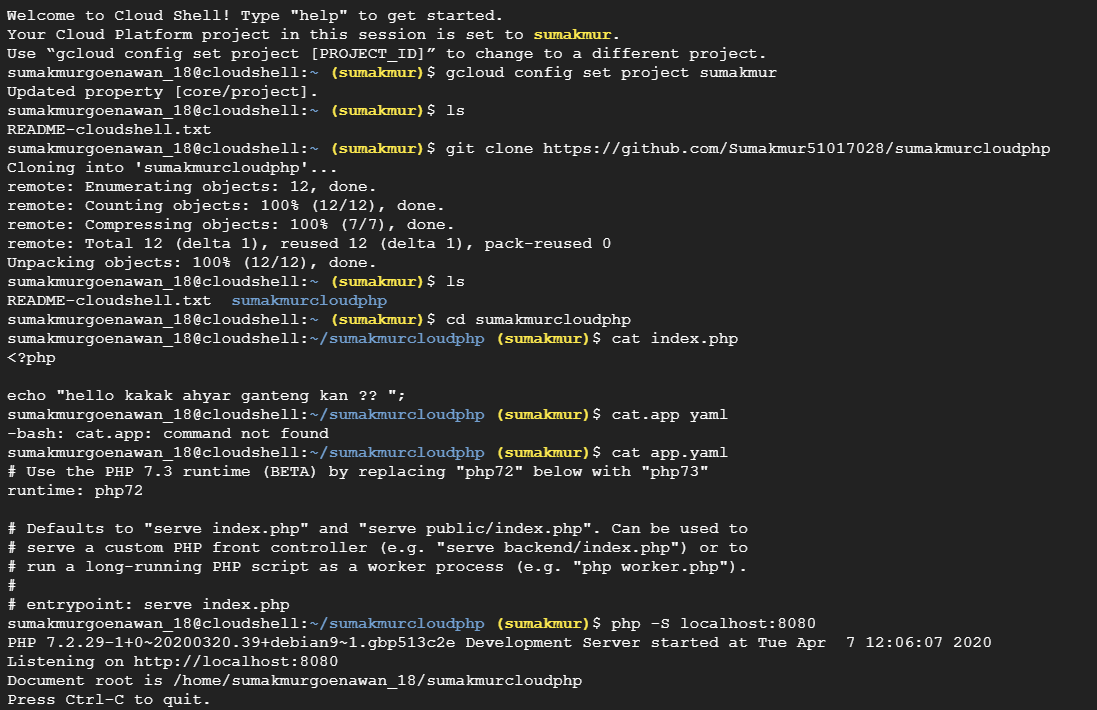 Welcome to Cloud Shell! Type "help" to get started.
Your Cloud Platform project in this session is set to sumakmur.
Use “gcloud config set project [PROJECT_ID]” to change to a different project.
sumakmurgoenawan_18@cloudshell:~ (sumakmur)$ gcloud config set project sumakmur
Updated property [core/project].
sumakmurgoenawan_18@cloudshell:~ (sumakmur)$ ls
README-cloudshell.txt
sumakmurgoenawan_18@cloudshell:~ (sumakmur)$ git clone https://github.com/Sumakmur51017028/sumakmurcloudphp
Cloning into 'sumakmurcloudphp'...
remote: Enumerating objects: 12, done.
remote: Counting objects: 100% (12/12), done.
remote: Compressing objects: 100% (7/7), done.
remote: Total 12 (delta 1), reused 12 (delta 1), pack-reused 0
Unpacking objects: 100% (12/12), done.
sumakmurgoenawan_18@cloudshell:~ (sumakmur)$ ls
README-cloudshell.txt  sumakmurcloudphp
sumakmurgoenawan_18@cloudshell:~ (sumakmur)$ cd sumakmurcloudphp
sumakmurgoenawan_18@cloudshell:~/sumakmurcloudphp (sumakmur)$ cat index.php
<?php
echo "hello kakak ahyar ganteng kan ?? ";
sumakmurgoenawan_18@cloudshell:~/sumakmurcloudphp (sumakmur)$ cat.app yaml
-bash: cat.app: command not found
sumakmurgoenawan_18@cloudshell:~/sumakmurcloudphp (sumakmur)$ cat app.yaml
# Use the PHP 7.3 runtime (BETA) by replacing "php72" below with "php73"
runtime: php72
# Defaults to "serve index.php" and "serve public/index.php". Can be used to
# serve a custom PHP front controller (e.g. "serve backend/index.php") or to
# run a long-running PHP script as a worker process (e.g. "php worker.php").
#
# entrypoint: serve index.php
sumakmurgoenawan_18@cloudshell:~/sumakmurcloudphp (sumakmur)$ php -S localhost:8080
PHP 7.2.29-1+0~20200320.39+debian9~1.gbp513c2e Development Server started at Tue Apr  7 12:06:07 2020
Listening on http://localhost:8080
Document root is /home/sumakmurgoenawan_18/sumakmurcloudphp
Press Ctrl-C to quit.